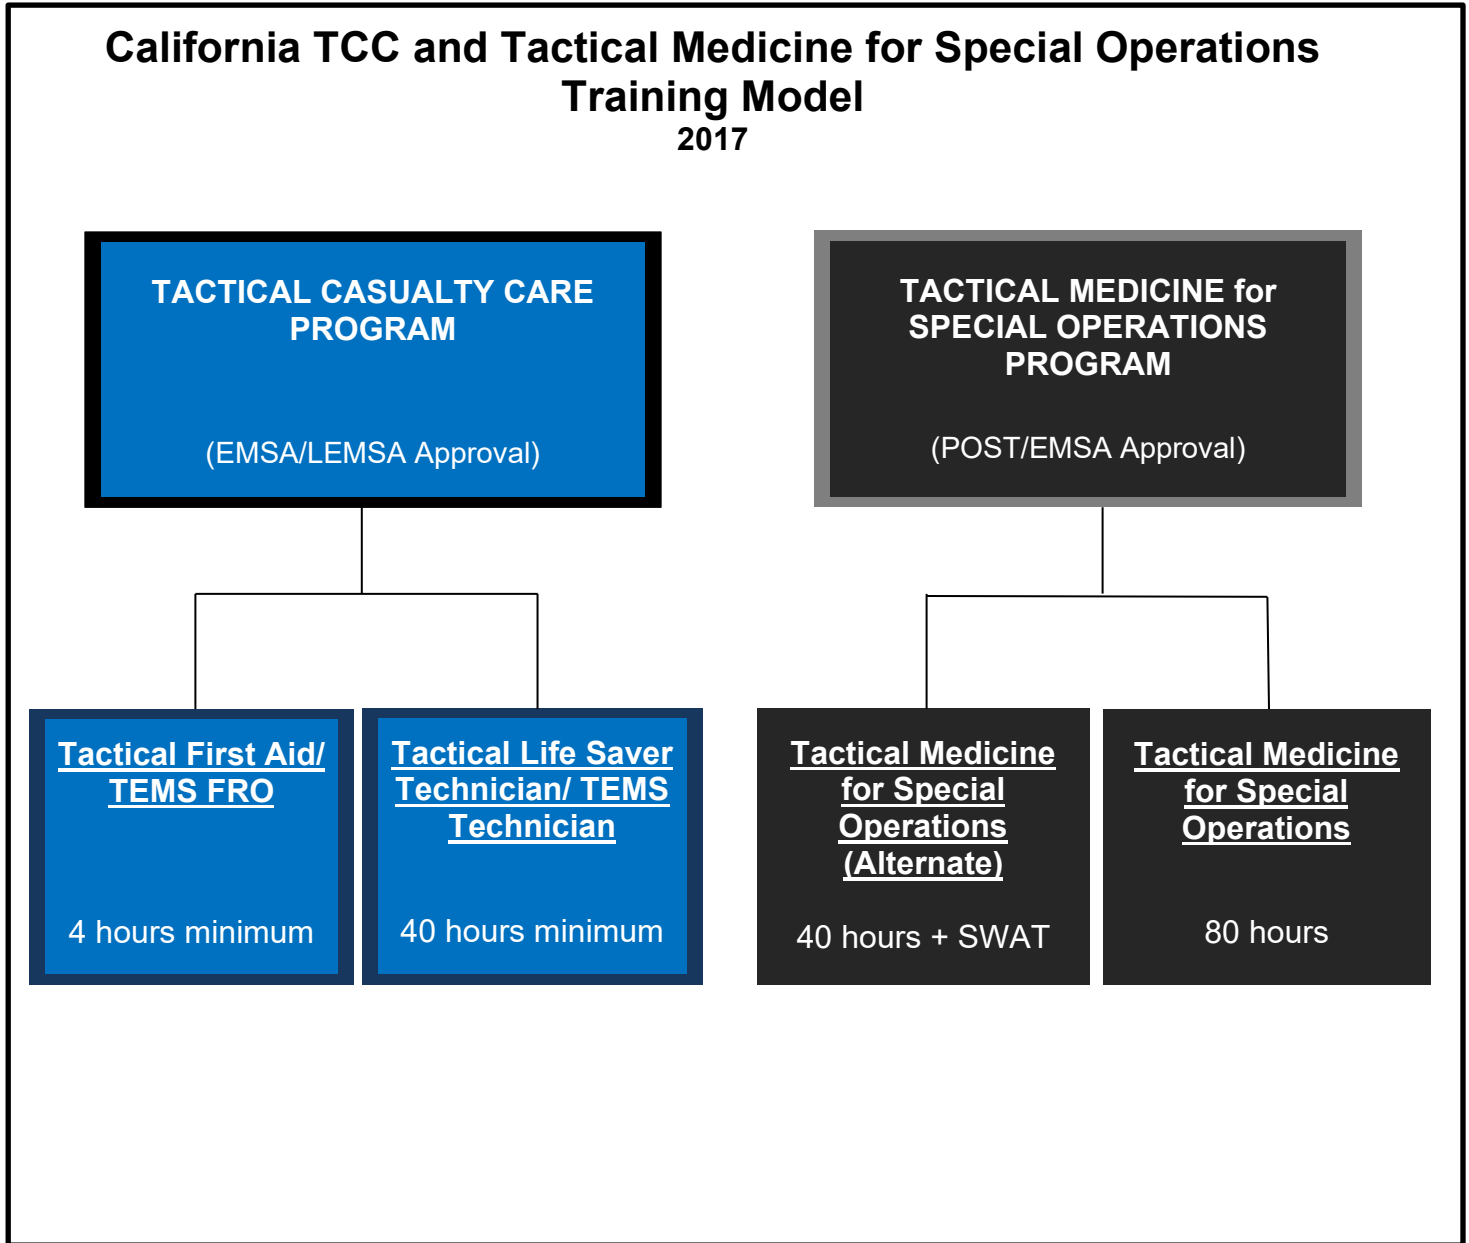 California TCC and Tactical Medicine for Special Operations
Training Model
2017
TACTICAL CASUALTY CARE
PROGRAM
(EMSA/LEMSA Approval)
TACTICAL MEDICINE for
SPECIAL OPERATIONS
PROGRAM
(POST/EMSA Approval)
Tactical First Aid/
TEMS FRO
4 hours minimum
Tactical Life Saver
Technician/ TEMS
Technician
40 hours minimum
Tactical Medicine
for Special
Operations
(Alternate)
40 hours + SWAT
Tactical Medicine
for Special
Operations
80 hours